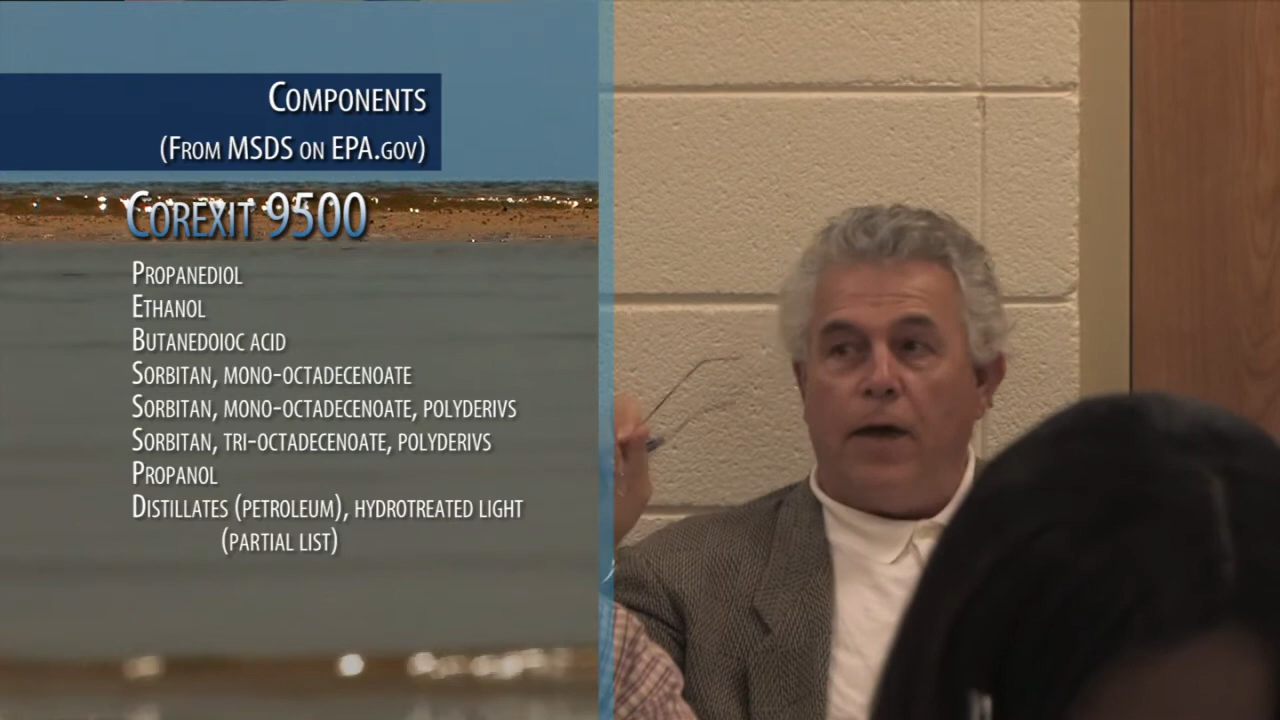 Components
(From MSDS on EPA.gov)
Corexit 9500
Propanediol
Ethanol
Butanedoioc acid
Sorbitan, mono-octadecenoate
Sorbitan, mono-octadecenoate, polyderivs
Sorbitan, tri-octadecenoate, polyderivs
Propanol
Distillates (petroleum), hydrotreated light
(partial list)